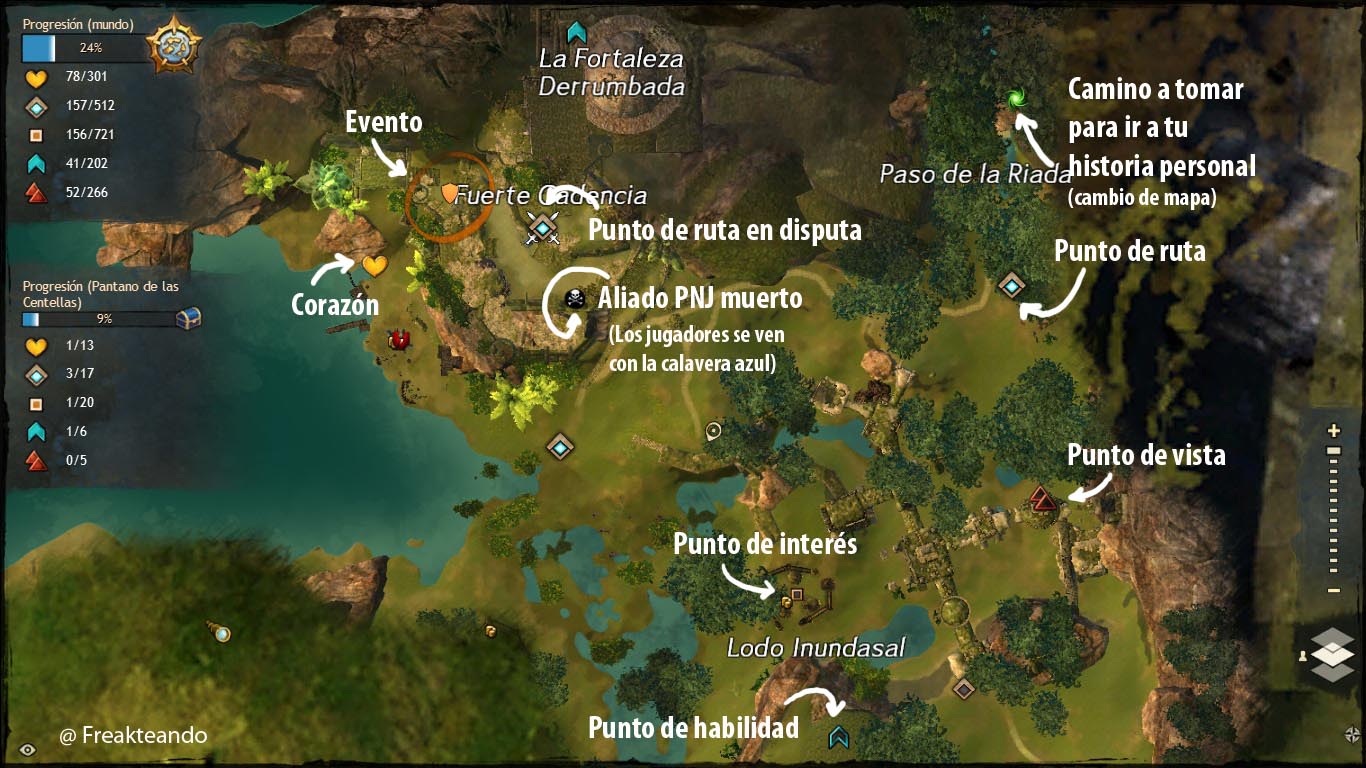 Progresión (mundo)
24%
78/301
157/512
156/721
41/202
52/266
Progresión (Pantano de las
Centellas)
9%
1/13
3/17
1/20
1/6
0/5
La Fortaleza
Derrumbada
Evento
Fuerte Cadencia
Punto de ruta en disputa
Corazón
Aliado PNJ muerto
(Los jugadores se ven
con la calavera azul)
Camino a tomar
para ir a tu
historia personal
(cambio de mapa)
Paso de la Riada
Punto de ruta
Punto de vista
Punto de interés
Lodo Inundasal
Punto de habilidad
@ Freakteando